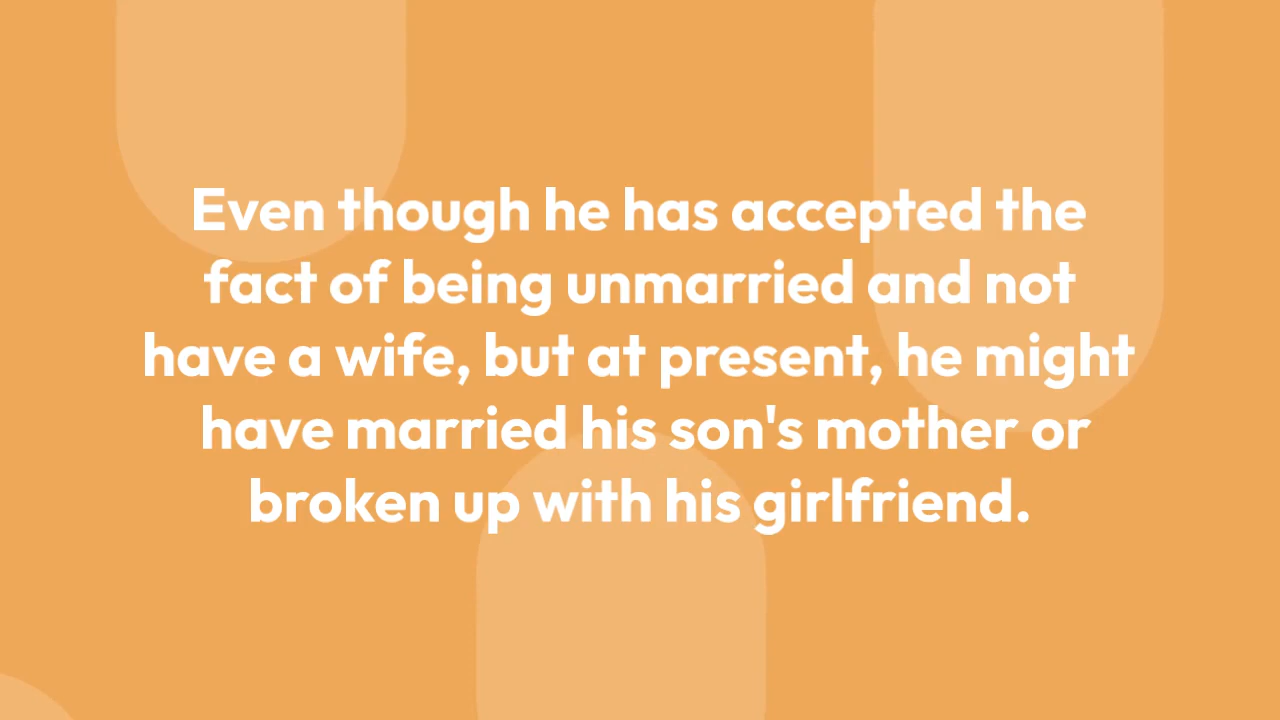 Even though he has accepted the
fact of being unmarried and not
have a wife, but at present, he might
have married his son's mother or
broken up with his girlfriend.